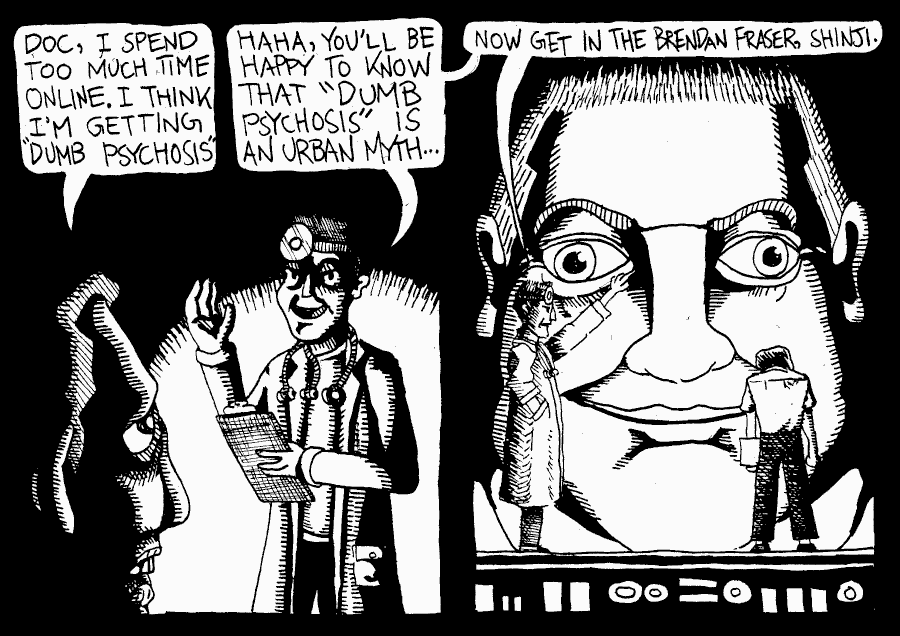 DOC, I SPEND
TOO MUCH TIME
ONLINE. I THINK
I'M GETTING
"DUMB PSYCHOSIS"
HAHA, YOU'LL BE
HAPPY TO KNOW
THAT "DUMB
PSYCHOSIS" IS
AN URBAN MYTH...
NOW GET IN THE BRENDAN FRASER, SHINJI.